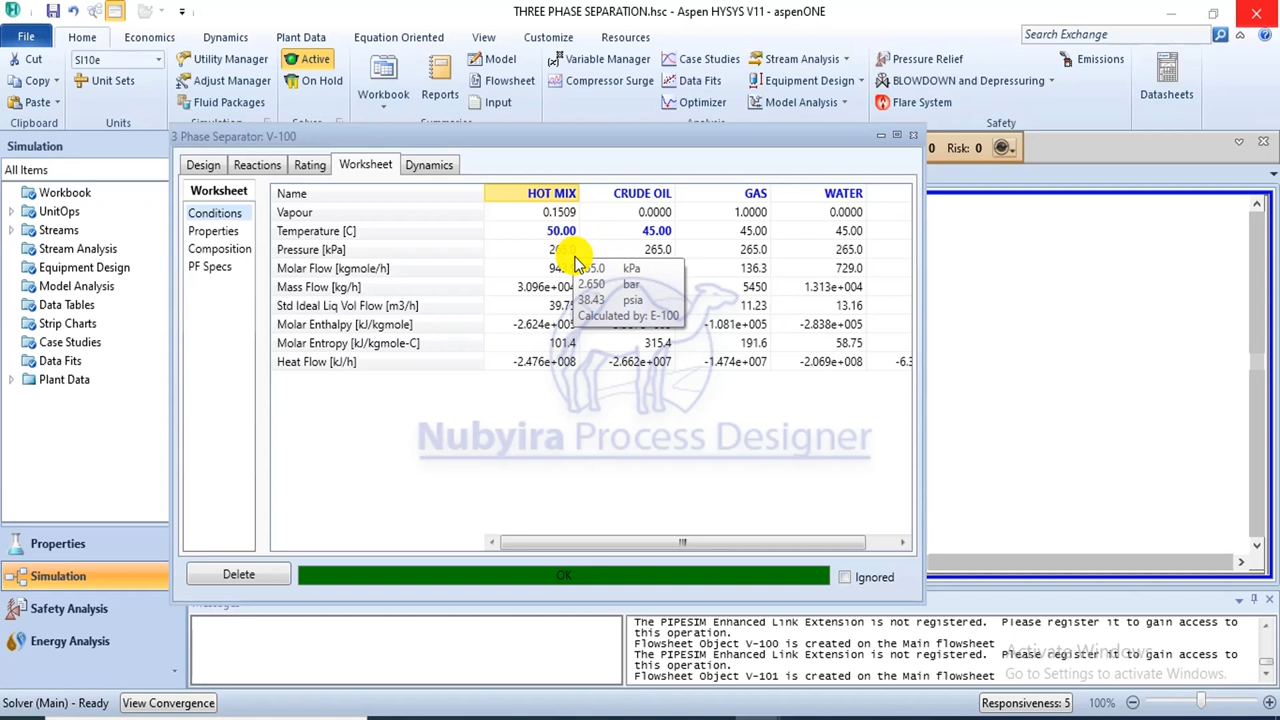 THREE PHASE SEPARATION.hsc - Aspen HYSYS V11 - aspenONE
File Home Economics Dynamics Plant Data Equation Oriented View Customize Resources Search Exchange
Cut SI10e Utility Manager Active Model Variable Manager Case Studies Stream Analysis Pressure Relief Emissions
Copy Unit Sets Adjust Manager On Hold Flowsheet Compressor Surge Data Fits Equipment Design BLOWDOWN and Depressuring
Paste Fluid Packages Workbook Reports Input Optimizer Model Analysis Flare System Datasheets
Clipboard Units Safety
Simulation 3 Phase Separator: V-100 0 Risk: 0
All Items Design Reactions Rating Worksheet Dynamics
Workbook Worksheet Name HOT MIX CRUDE OIL GAS WATER
UnitOps Conditions Vapour 0.1509 0.0000 1.0000 0.0000
Streams Properties Temperature [C] 50.00 45.00 45.00 45.00
Stream Analysis Composition Pressure [kPa] 265.0 265.0 265.0
Equipment Design PF Specs Molar Flow [kgmole/h] kPa 136.3 729.0
Model Analysis Mass Flow [kg/h] 3.096e+004 2.650 bar 5450 1.313e+004
Data Tables Std Ideal Liq Vol Flow [m3/h] 38.43 psia 11.23 13.16
Strip Charts Molar Enthalpy [kJ/kgmole] Calculated by: E-100 -1.081e+005 -2.838e+005
Case Studies Molar Entropy [kJ/kgmole-C] 101.4 315.4 191.6 58.75
Data Fits Heat Flow [kJ/h] -2.476e+008 -2.662e+007 -1.474e+007 -2.069e+008
Plant Data
Nubyira Process Designer
Properties
Simulation Delete OK Ignored
Safety Analysis
Energy Analysis
The PIPESIM Enhanced Link Extension is not registered. Please register it to gain access to
this operation.
Flowsheet Object V-100 is created on the Main flowsheet
The PIPESIM Enhanced Link Extension is not registered. Please register it to gain access to
this operation.
Flowsheet Object V-101 is created on the Main flowsheet
Activate Windows
Go to Settings to activate Windows.
Solver (Main) - Ready View Convergence Responsiveness: 5 100%